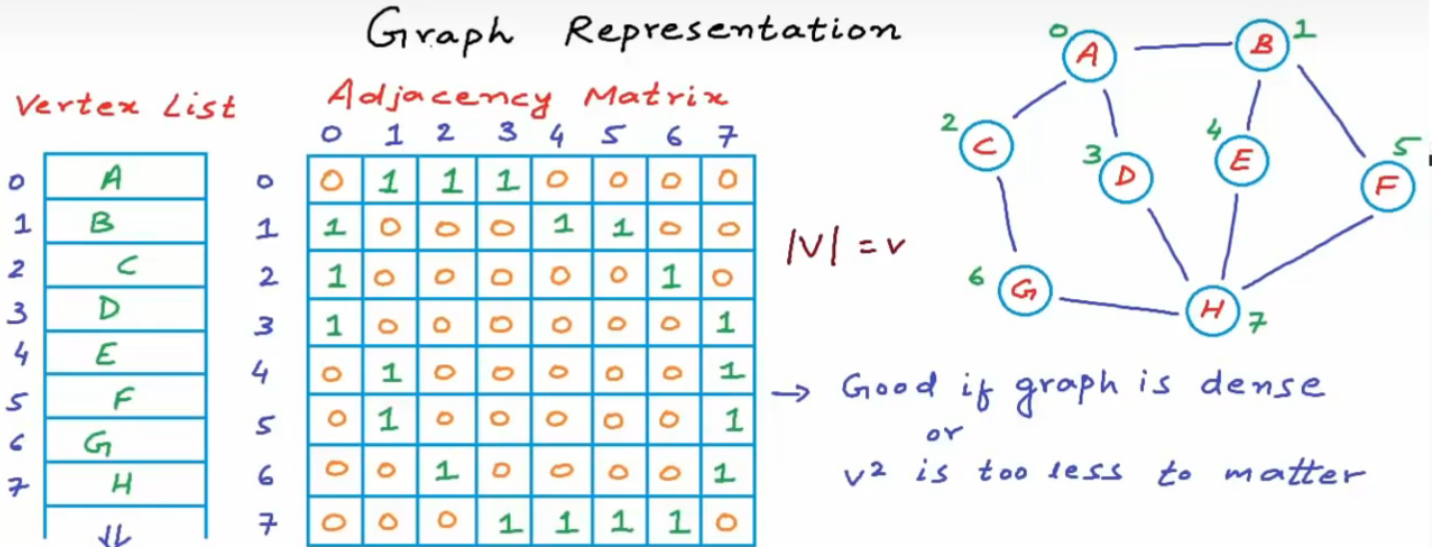 Graph Representation
Vertex List
0 A
1 B
2 C
3 D
4 E
5 F
6 G
7 H
Adjacency Matrix
0 1 2 3 4 5 6 7
0 0 1 1 1 0 0 0 0
1 1 0 0 0 1 1 0 0
2 1 0 0 0 0 0 1 0
3 1 0 0 0 0 0 0 1
4 0 1 0 0 0 0 0 1
5 0 1 0 0 0 0 0 1
6 0 0 1 0 0 0 0 1
7 0 0 0 1 1 1 1 0
|V| = v
0 A
B 1
2 C
3 D
4 E
5 F
6 G
H 7
→ Good if graph is dense
or
v² is too less to matter